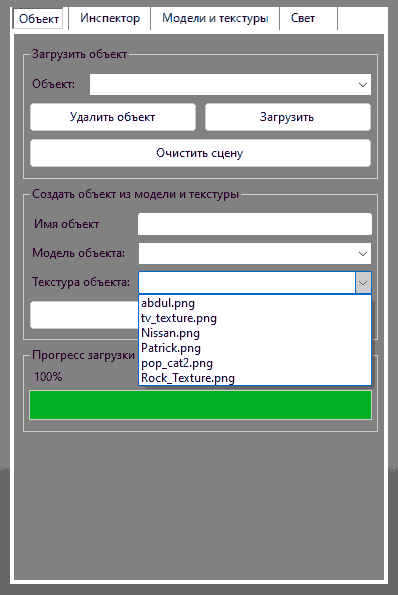 Объект Инспектор Модели и текстуры Свет
Загрузить объект
Объект:
Удалить объект Загрузить
Очистить сцену
Создать объект из модели и текстуры
Имя объект
Модель объекта:
Текстура объекта:
abdul.png
tv_texture.png
Nissan.png
Patrick.png
pop_cat2.png
Rock_Texture.png
Прогресс загрузки
100%